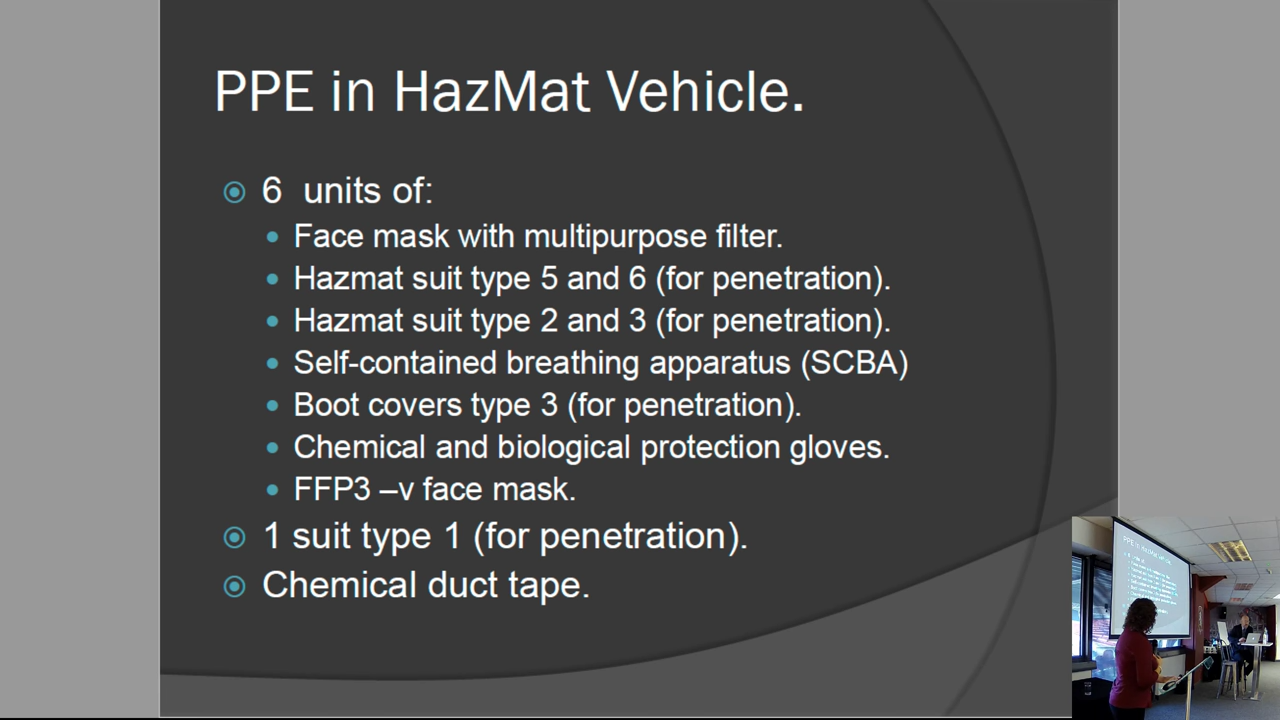 PPE in HazMat Vehicle.
6 units of:
Face mask with multipurpose filter.
Hazmat suit type 5 and 6 (for penetration).
Hazmat suit type 2 and 3 (for penetration).
Self-contained breathing apparatus (SCBA)
Boot covers type 3 (for penetration).
Chemical and biological protection gloves.
FFP3 –v face mask.
1 suit type 1 (for penetration).
Chemical duct tape.